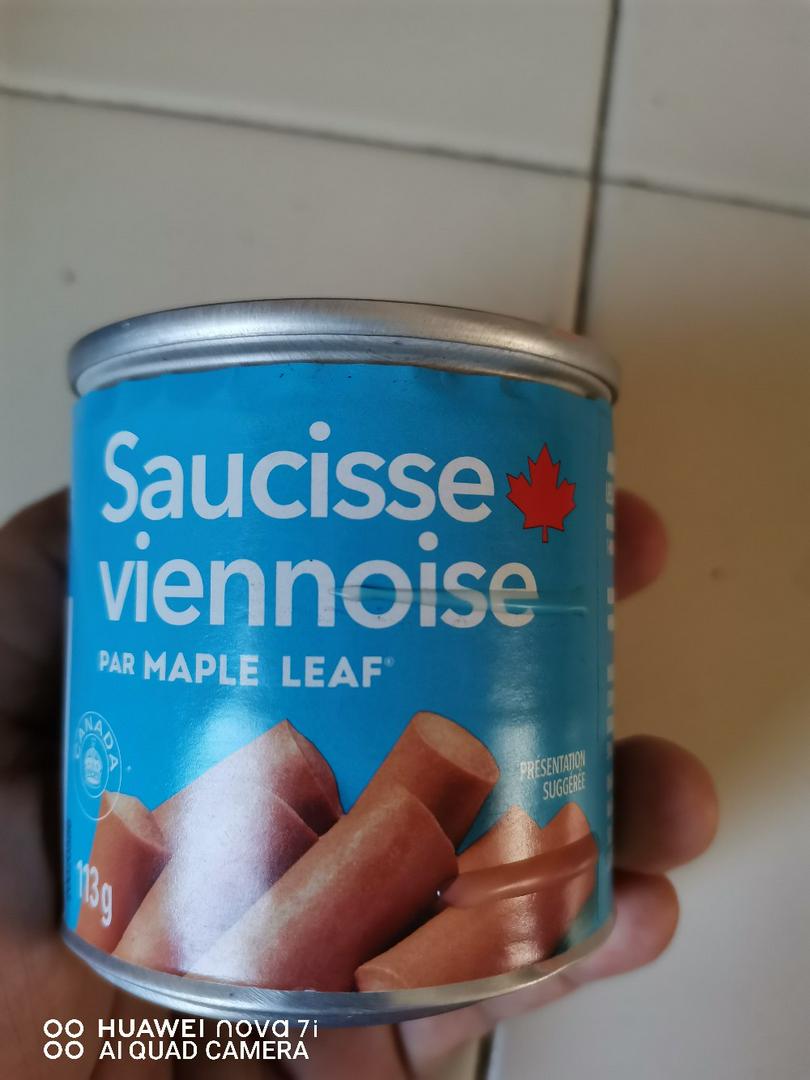 Saucisse
viennoise
PAR MAPLE LEAF®
CANADA
PRÉSENTATION
SUGGÉRÉE
113g
HUAWEI nova 7i
AI QUAD CAMERA